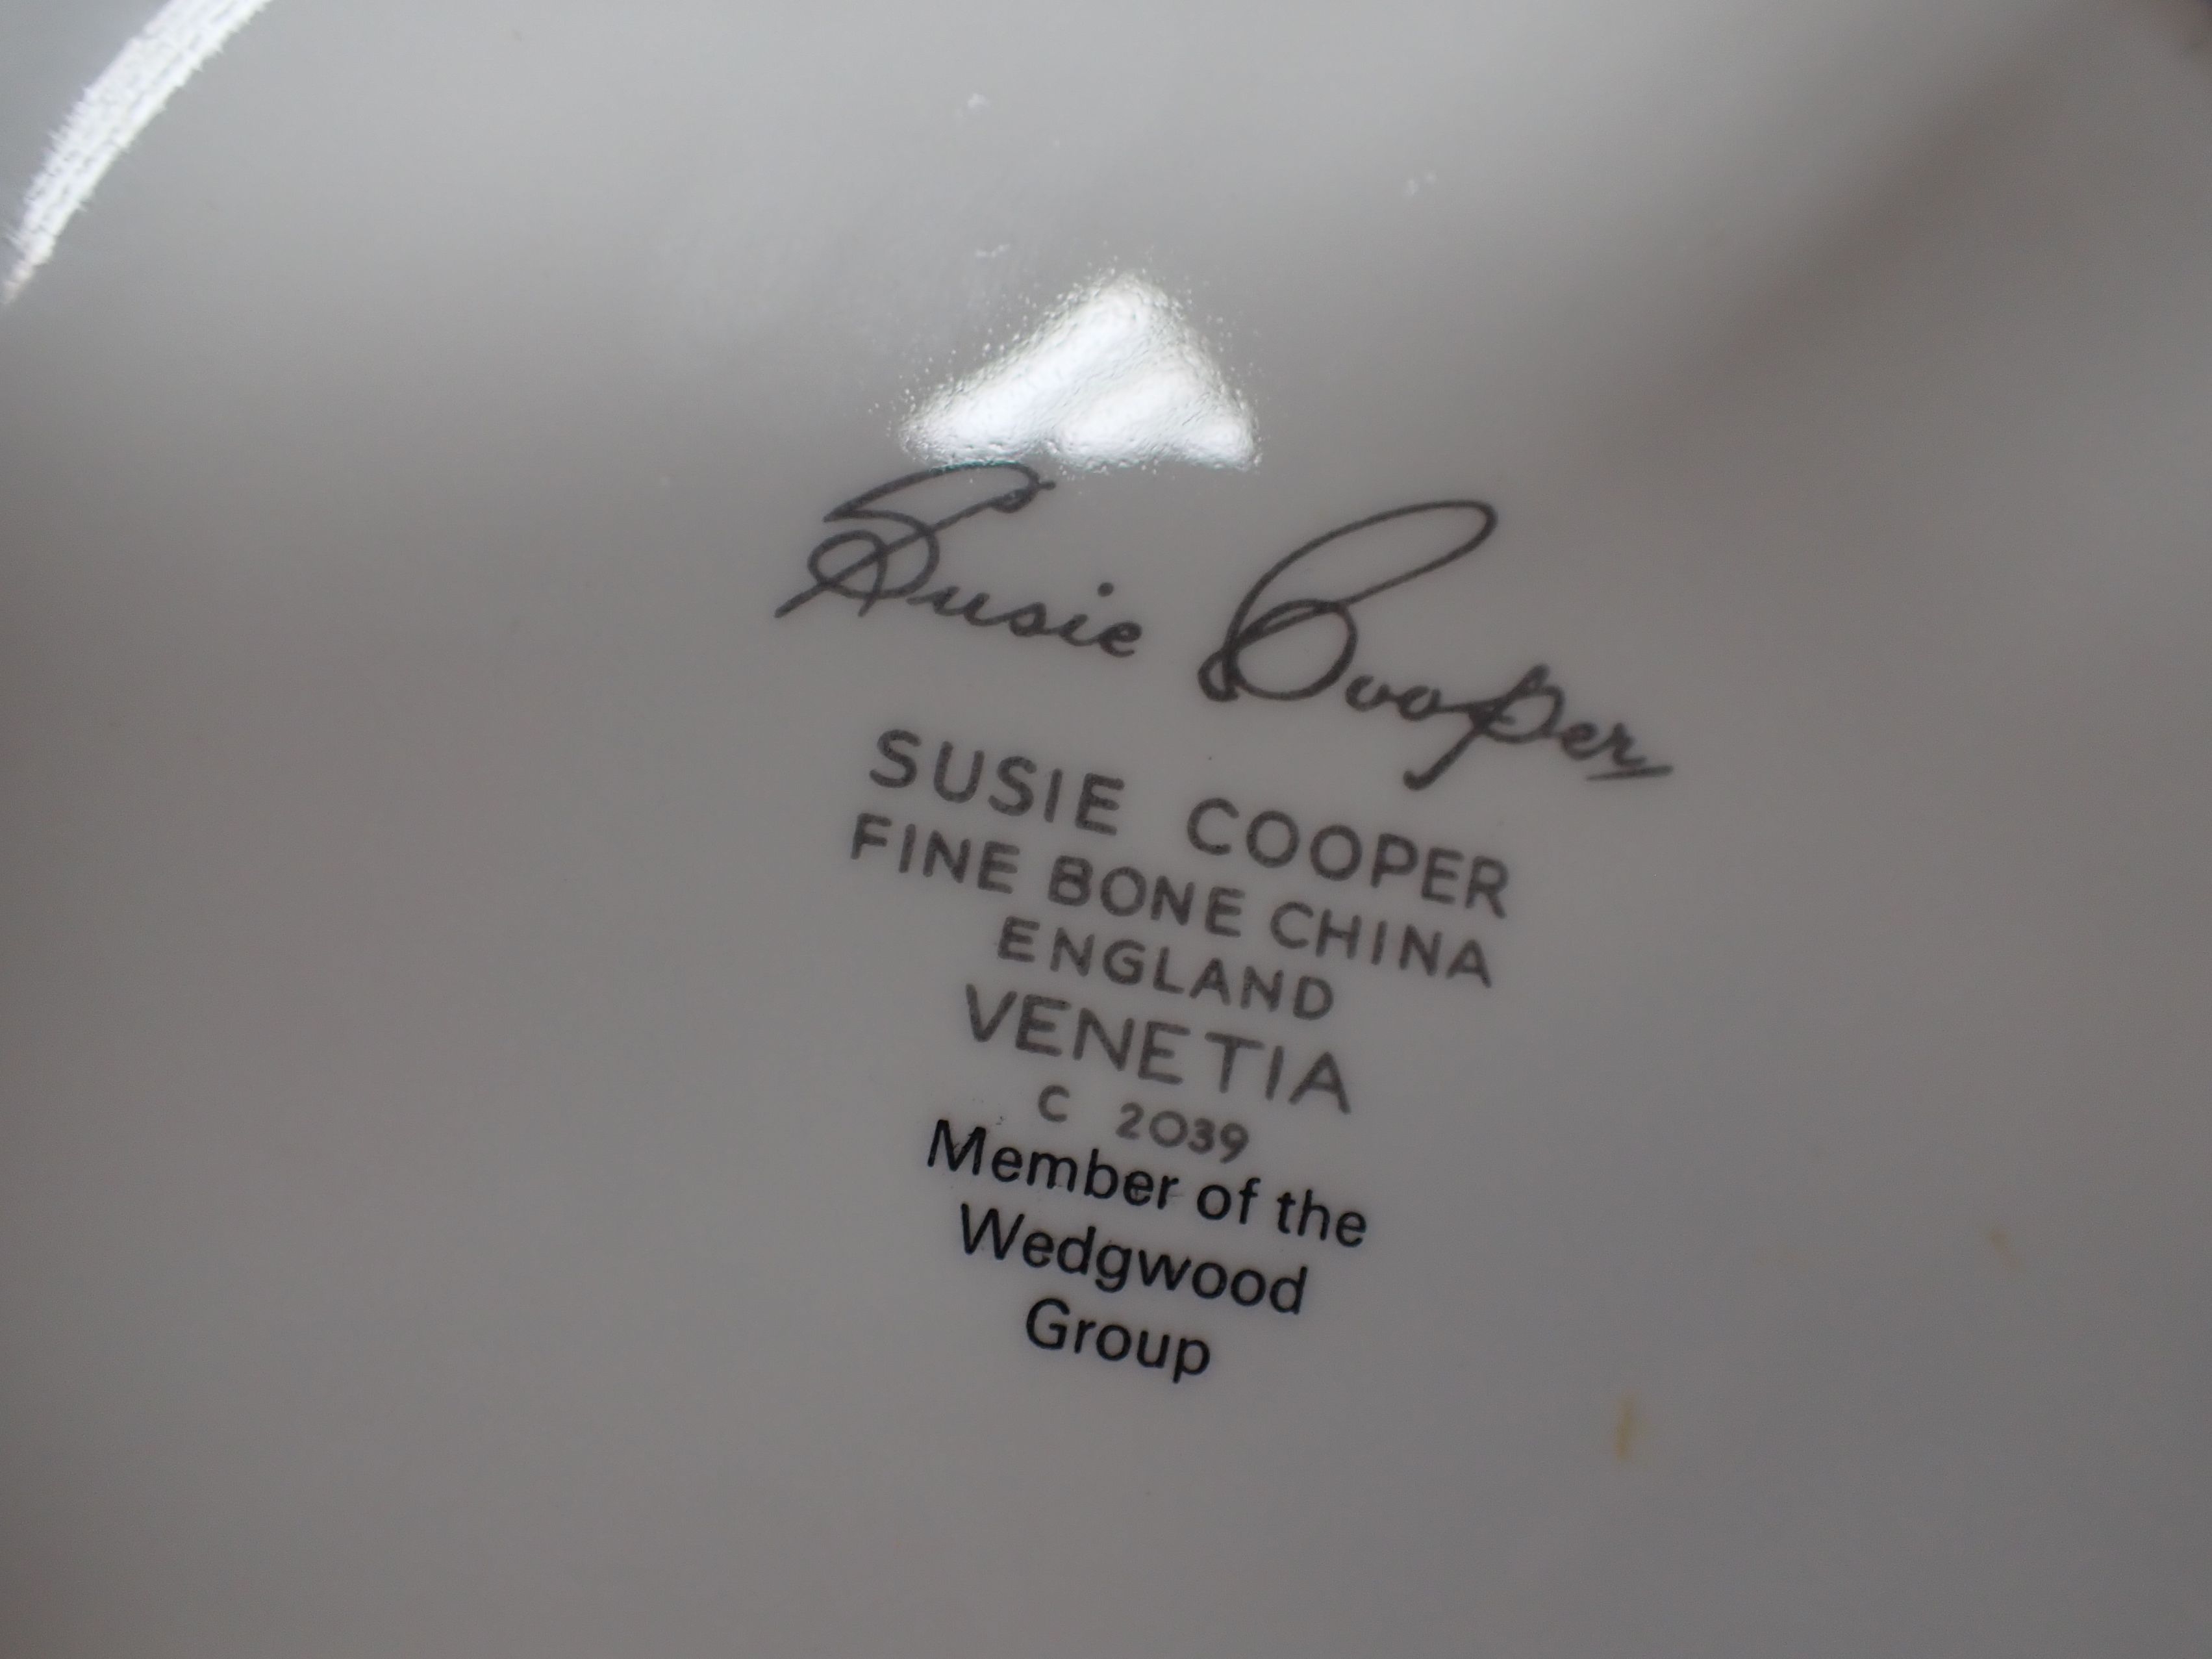 Susie Cooper
SUSIE COOPER
FINE BONE CHINA
ENGLAND
VENETIA
C 2039
Member of the
Wedgwood
Group